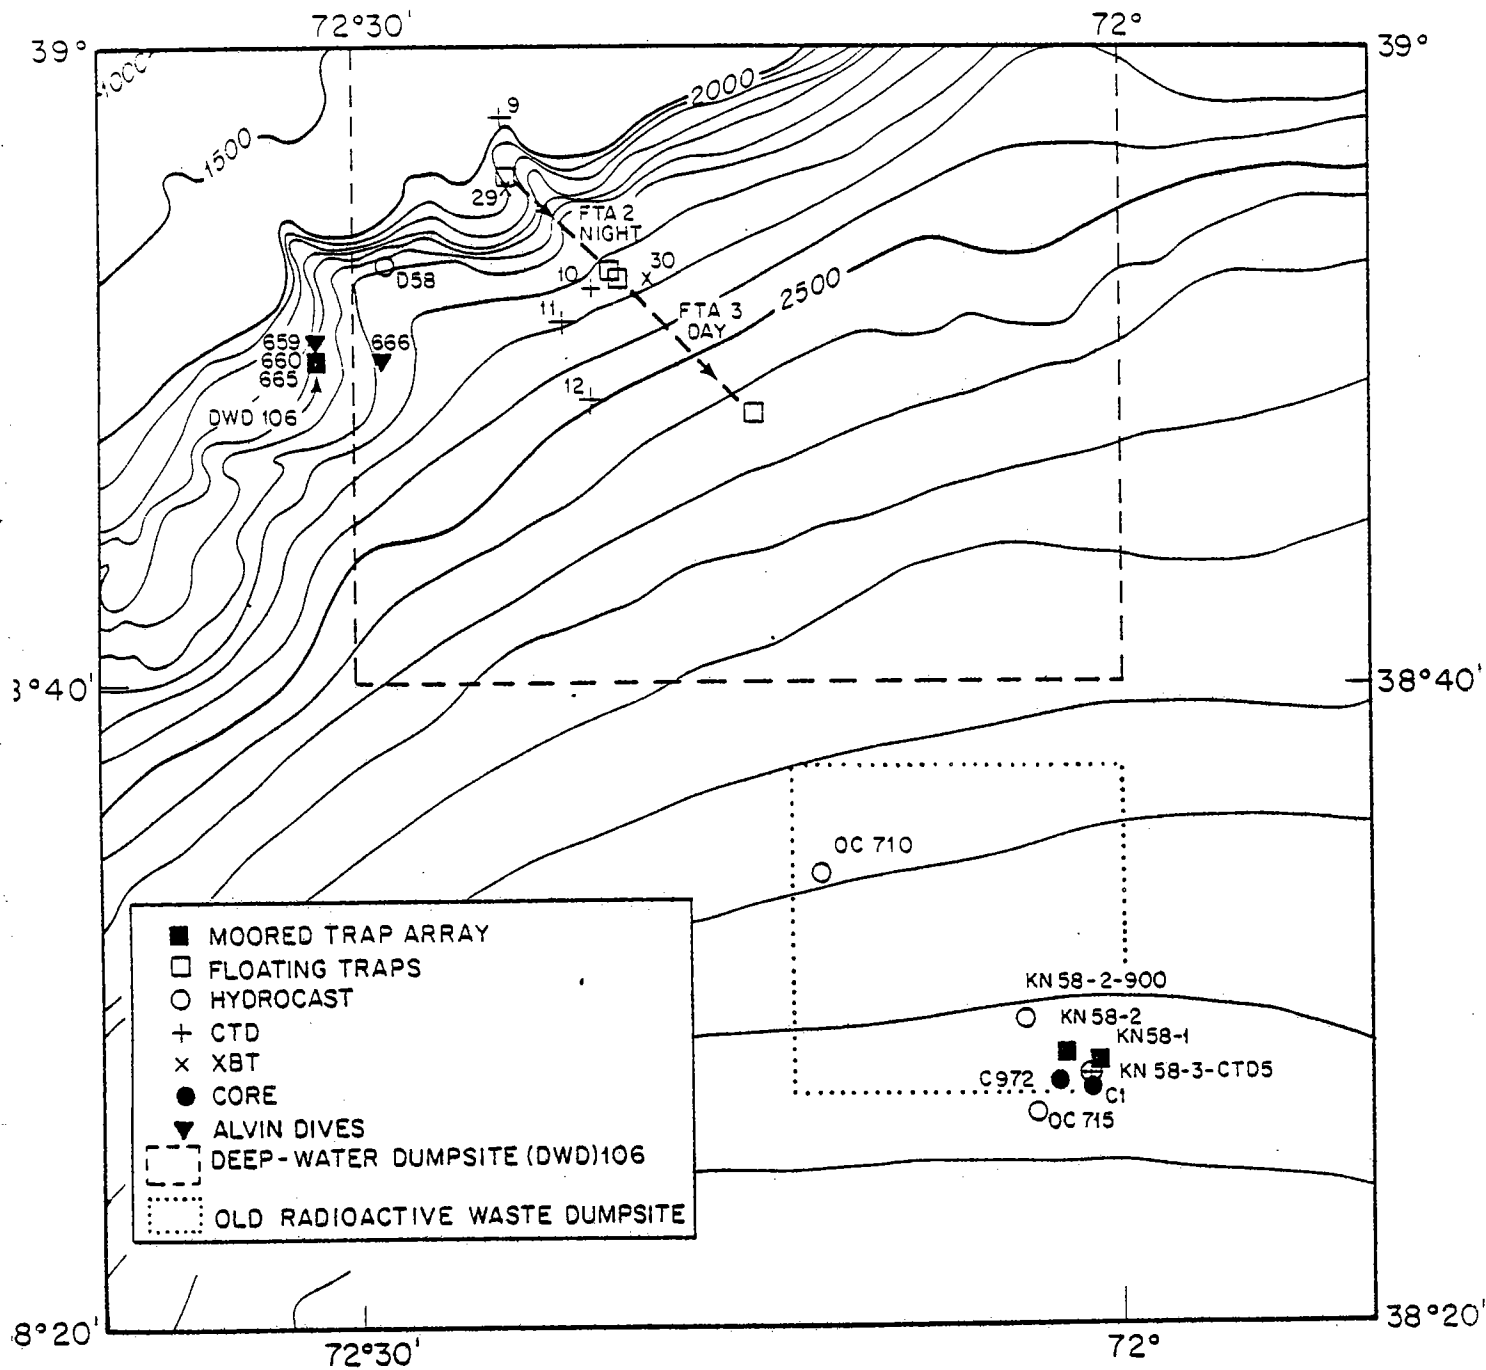 72°30'
72°
39°
39°
1000
1500
2000
9
29
FTA 2
NIGHT
30
10
D58
11
FTA 3
DAY
2500
659
660
665
666
12
DWD 106
8°40'
38°40'
OC 710
KN 58-2-900
KN 58-2
KN58-1
C972
KN 58-3-CTD5
C1
OC 715
MOORED TRAP ARRAY
FLOATING TRAPS
HYDROCAST
CTD
XBT
CORE
ALVIN DIVES
DEEP-WATER DUMPSITE (DWD) 106
OLD RADIOACTIVE WASTE DUMPSITE
8°20'
38°20'
72°30'
72°